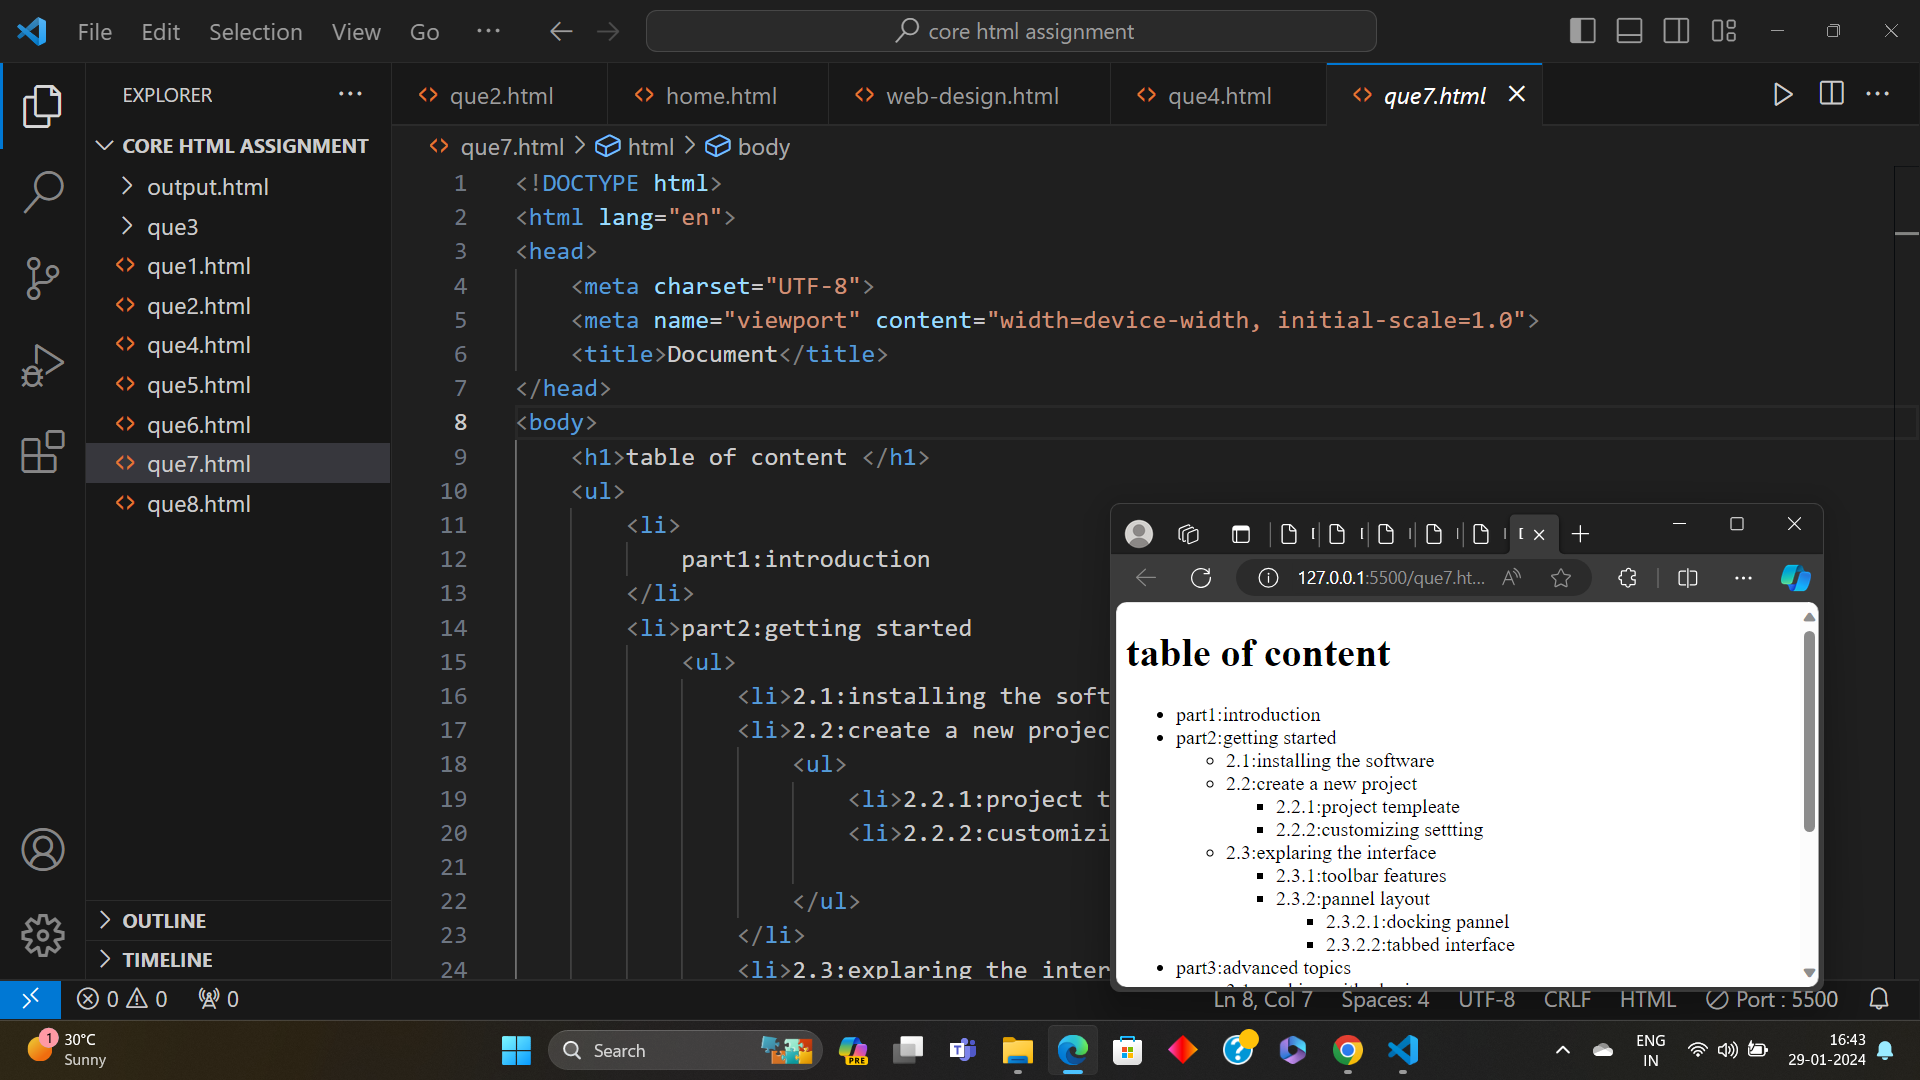 File Edit Selection View Go ··· core html assignment
EXPLORER ···
CORE HTML ASSIGNMENT
output.html
que3
que1.html
que2.html
que4.html
que5.html
que6.html
que7.html
que8.html
OUTLINE
TIMELINE
que2.html home.html web-design.html que4.html que7.html
que7.html > html > body
1 <!DOCTYPE html>
2 <html lang="en">
3 <head>
4 <meta charset="UTF-8">
5 <meta name="viewport" content="width=device-width, initial-scale=1.0">
6 <title>Document</title>
7 </head>
8 <body>
9 <h1>table of content </h1>
10 <ul>
11 <li>
12 part1:introduction
13 </li>
14 <li>part2:getting started
15 <ul>
16 <li>2.1:installing the soft
17 <li>2.2:create a new projec
18 <ul>
19 <li>2.2.1:project t
20 <li>2.2.2:customizi
21
22 </ul>
23 </li>
24 <li>2.3:explaring the inter
127.0.0.1:5500/que7.ht...
table of content
• part1:introduction
• part2:getting started
2.1:installing the software
2.2:create a new project
2.2.1:project templeate
2.2.2:customizing settting
2.3:explaring the interface
2.3.1:toolbar features
2.3.2:pannel layout
2.3.2.1:docking pannel
2.3.2.2:tabbed interface
• part3:advanced topics
0 0 0 Ln 8, Col 7 Spaces: 4 UTF-8 CRLF HTML Port : 5500
1 30°C
Sunny
Search
PRE
ENG
IN
16:43
29-01-2024